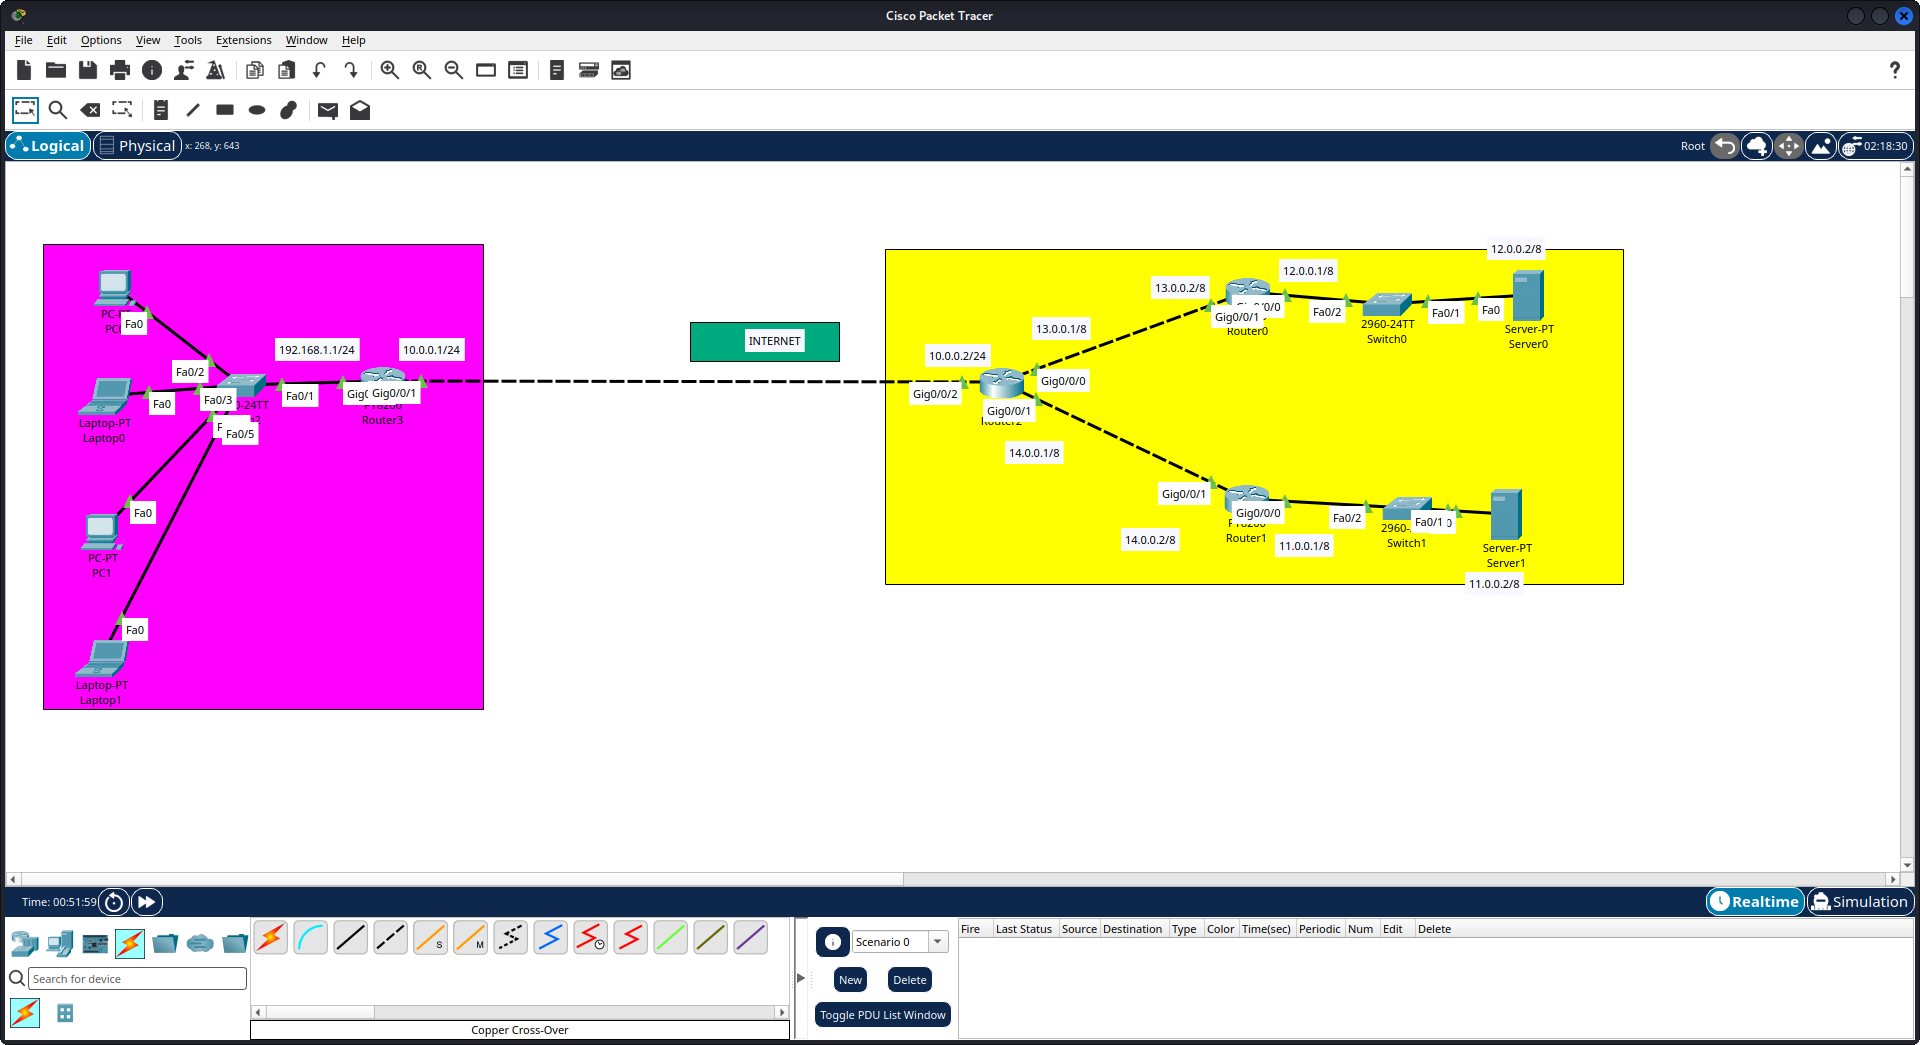 Cisco Packet Tracer
File Edit Options View Tools Extensions Window Help
?
Logical Physical x: 268, y: 643 Root 02:18:30
12.0.0.2/8
12.0.0.1/8
13.0.0.2/8
Gig0/0/1
Router0
Fa0/2
2960-24TT
Switch0
Fa0/1
Fa0
Server-PT
Server0
13.0.0.1/8
INTERNET
Fa0
192.168.1.1/24
10.0.0.1/24
10.0.0.2/24
Fa0/2
Gig0/0/0
Fa0
Fa0/3
Fa0/1
Gig0/0/1
Router3
Gig0/0/2
Gig0/0/1
Router2
Laptop-PT
Laptop0
Fa0/5
14.0.0.1/8
Gig0/0/1
Gig0/0/0
Router1
Fa0/2
Fa0/1
Switch1
Fa0
PC-PT
PC1
14.0.0.2/8
11.0.0.1/8
Server-PT
Server1
11.0.0.2/8
Fa0
Laptop-PT
Laptop1
Time: 00:51:59 Realtime Simulation
S M
Scenario 0
Fire Last Status Source Destination Type Color Time(sec) Periodic Num Edit Delete
Search for device
New Delete
Toggle PDU List Window
Copper Cross-Over